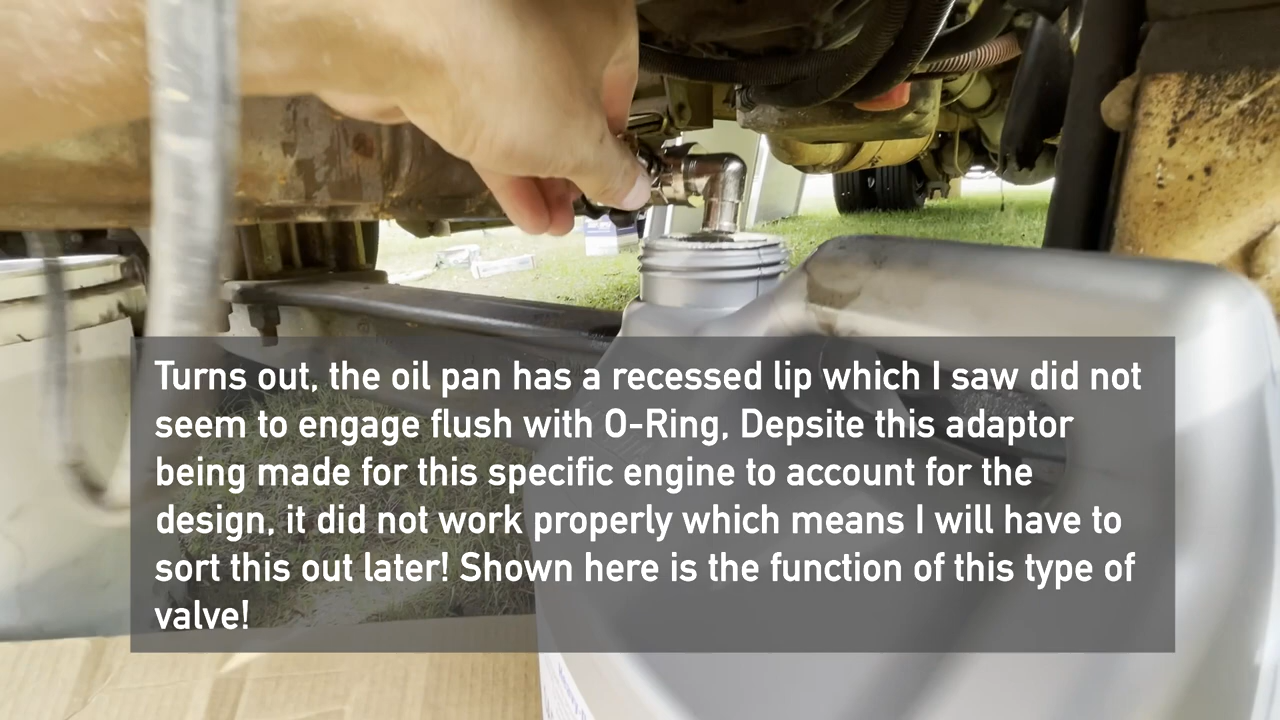 Turns out, the oil pan has a recessed lip which I saw did not
seem to engage flush with O-Ring, Depsite this adaptor
being made for this specific engine to account for the
design, it did not work properly which means I will have to
sort this out later! Shown here is the function of this type of
valve!